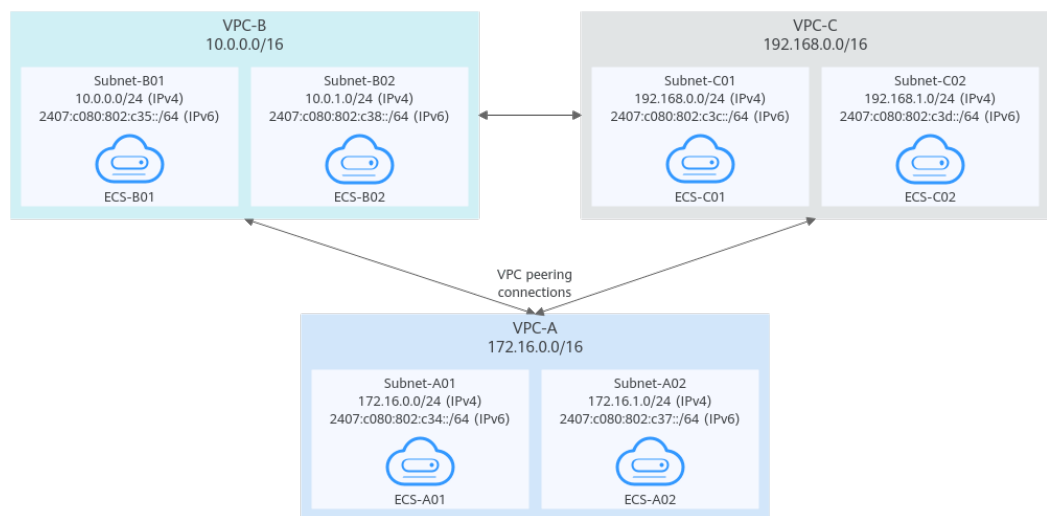 VPC-B
10.0.0.0/16
Subnet-B01
10.0.0.0/24 (IPv4)
2407:c080:802:c35::/64 (IPv6)
ECS-B01
Subnet-B02
10.0.1.0/24 (IPv4)
2407:c080:802:c38::/64 (IPv6)
ECS-B02
VPC-C
192.168.0.0/16
Subnet-C01
192.168.0.0/24 (IPv4)
2407:c080:802:c3c::/64 (IPv6)
ECS-C01
Subnet-C02
192.168.1.0/24 (IPv4)
2407:c080:802:c3d::/64 (IPv6)
ECS-C02
VPC peering
connections
VPC-A
172.16.0.0/16
Subnet-A01
172.16.0.0/24 (IPv4)
2407:c080:802:c34::/64 (IPv6)
ECS-A01
Subnet-A02
172.16.1.0/24 (IPv4)
2407:c080:802:c37::/64 (IPv6)
ECS-A02